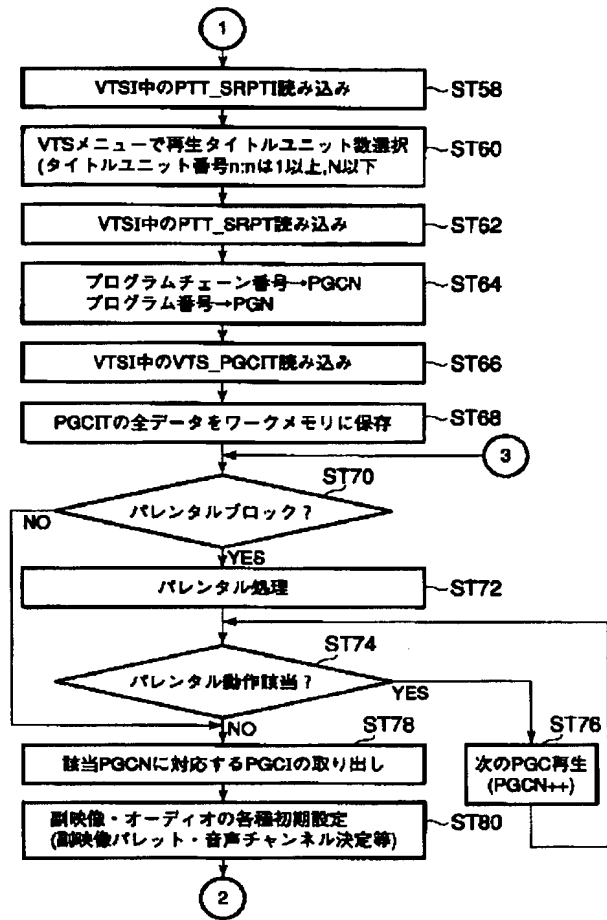 1
VTSI中のPTT_SRPTI読み込み
ST58
VTSメニューで再生タイトルユニット数選択
(タイトルユニット番号n:nは1以上,N以下
ST60
VTSI中のPTT_SRPT読み込み
ST62
プログラムチェーン番号→PGCN
プログラム番号→PGN
ST64
VTSI中のVTS_PGCIT読み込み
ST66
PGCITの全データをワークメモリに保存
ST68
3
ST70
パレンタルブロック？
NO
YES
パレンタル処理
ST72
ST74
パレンタル動作該当？
YES
NO
ST78
ST76
該当PGCNに対応するPGCIの取り出し
次のPGC再生
(PGCN++)
副映像・オーディオの各種初期設定
(副映像パレット・音声チャンネル決定等)
ST80
2